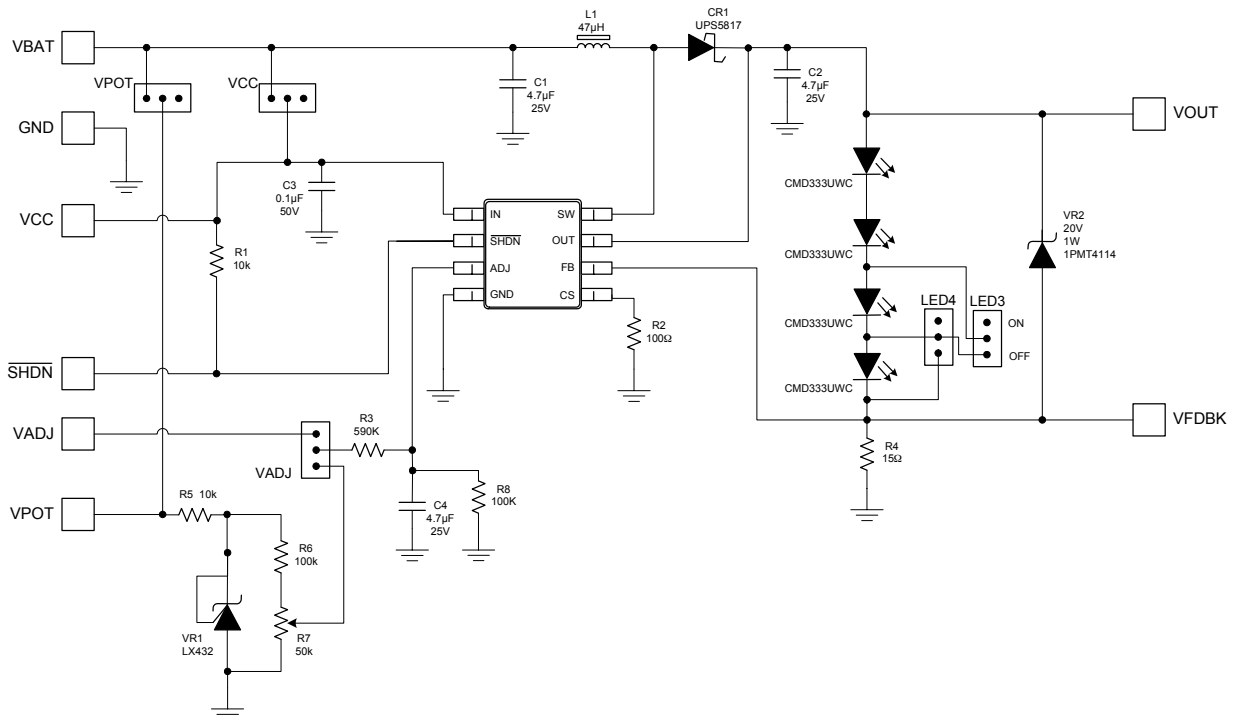 L1
47µH
CR1
UPS5817
VBAT
VPOT
VCC
C1
4.7µF
25V
C2
4.7µF
25V
GND
VOUT
C3
0.1µF
50V
CMD333UWC
VCC
IN
SW
R1
10k
SHDN
OUT
ADJ
FB
GND
CS
CMD333UWC
VR2
20V
1W
1PMT4114
R2
100Ω
CMD333UWC
LED4
LED3
ON
OFF
SHDN
CMD333UWC
VADJ
R3
590K
VFDBK
R4
15Ω
VADJ
VPOT
R5 10k
C4
4.7µF
25V
R8
100K
R6
100k
VR1
LX432
R7
50k